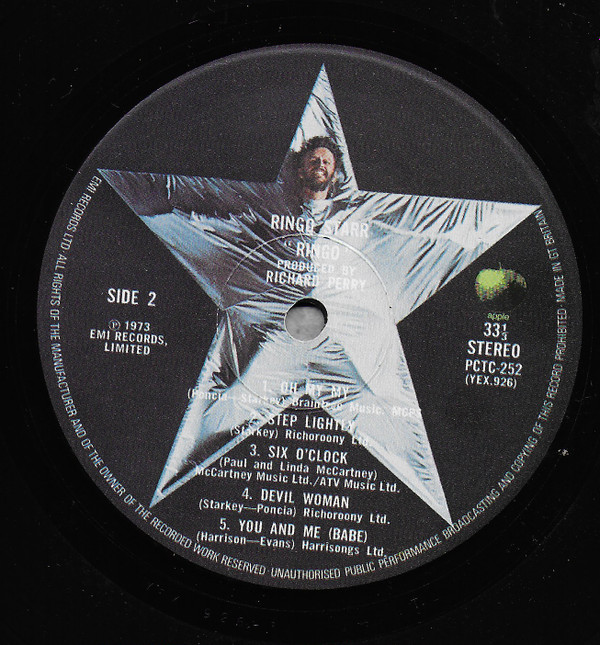 RINGO STARR
"RINGO
PRODUCED BY
RICHARD PERRY
SIDE 2
℗ 1973
EMI RECORDS,
LIMITED
apple
33 1/3
STEREO
PCTC-252
(YEX.926)
1. OH MY MY
(Poncia—Starkey) Braintree Music. MCPS
2. STEP LIGHTLY
(Starkey) Richoroony Ltd.
3. SIX O'CLOCK
(Paul and Linda McCartney)
McCartney Music Ltd./ATV Music Ltd.
4. DEVIL WOMAN
(Starkey—Poncia) Richoroony Ltd.
5. YOU AND ME (BABE)
(Harrison—Evans) Harrisongs Ltd.
EMI RECORDS LTD · ALL RIGHTS OF THE MANUFACTURER AND OF THE OWNER OF THE RECORDED WORK RESERVED · UNAUTHORISED PUBLIC PERFORMANCE BROADCASTING AND COPYING OF THIS RECORD PROHIBITED · MADE IN GT BRITAIN